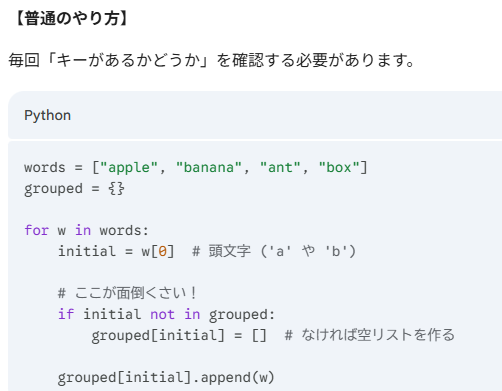 【普通のやり方】
毎回「キーがあるかどうか」を確認する必要があります。
Python
words = ["apple", "banana", "ant", "box"]
grouped = {}
for w in words:
    initial = w[0]  # 頭文字 ('a' や 'b')
    # ここが面倒くさい！
    if initial not in grouped:
        grouped[initial] = []  # なければ空リストを作る
    grouped[initial].append(w)